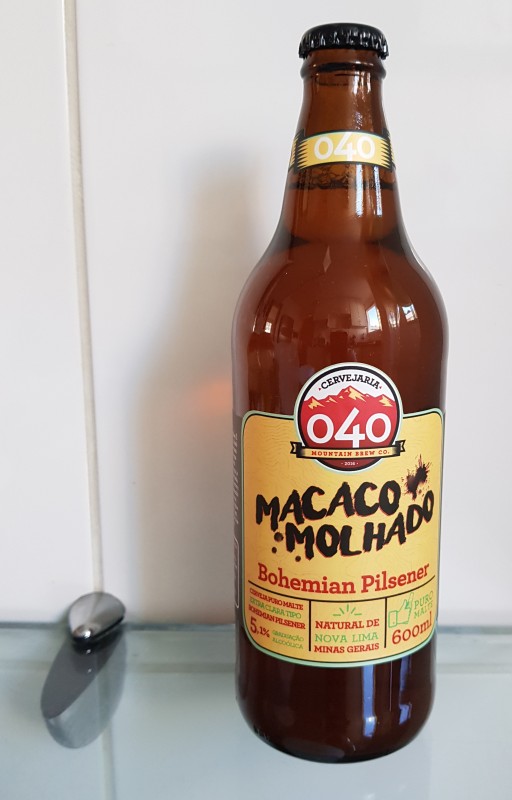 040
·CERVEJARIA·
040
MOUNTAIN BREW CO.
MACACO
MOLHADO
Bohemian Pilsener
CERVEJA PURO MALTE
EXTRA CLARA TIPO
BOHEMIAN PILSENER
5,1% GRADUAÇÃO
ALCOÓLICA
NATURAL DE
NOVA LIMA
MINAS GERAIS
PURO
MALTE
600ml